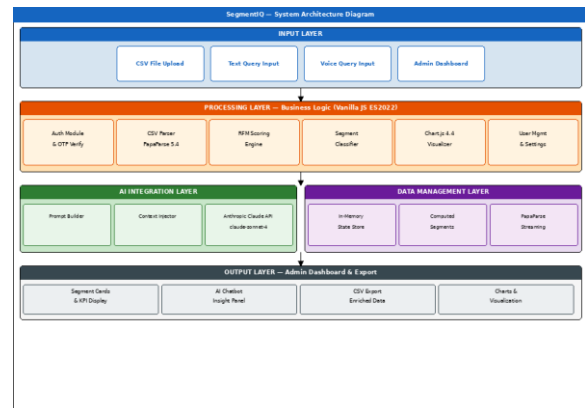 SegmentIQ — System Architecture Diagram
INPUT LAYER
CSV File Upload
Text Query Input
Voice Query Input
Admin Dashboard
PROCESSING LAYER — Business Logic (Vanilla JS ES2022)
Auth Module
& OTP Verify
CSV Parser
PapaParse 5.4
RFM Scoring
Engine
Segment
Classifier
Chart.js 4.4
Visualizer
User Mgmt
& Settings
AI INTEGRATION LAYER
Prompt Builder
Context Injector
Anthropic Claude API
claude-sonnet-4
DATA MANAGEMENT LAYER
In-Memory
State Store
Computed
Segments
PapaParse
Streaming
OUTPUT LAYER — Admin Dashboard & Export
Segment Cards
& KPI Display
AI Chatbot
Insight Panel
CSV Export
Enriched Data
Charts &
Visualization